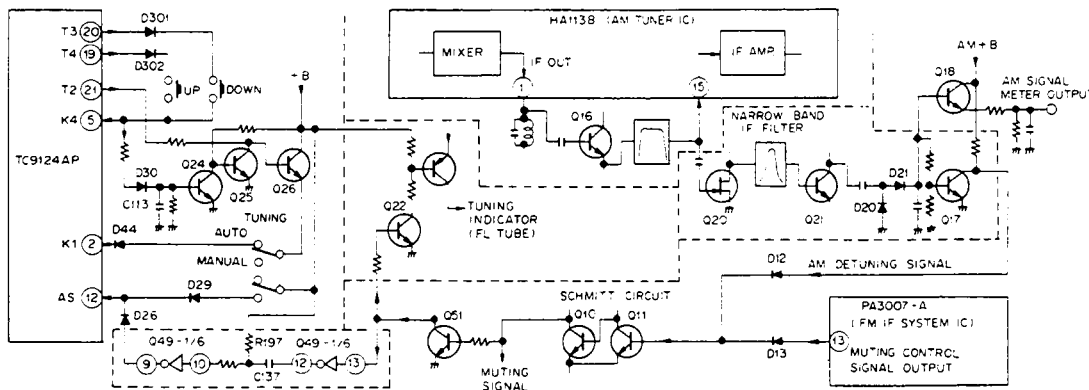 T3 20
D301
T4 19
D302
T2 21
UP
DOWN
K4 5
+B
TC9124AP
Q24
Q25
Q26
D30
C113
TUNING
AUTO
D44
K1 2
MANUAL
D29
AS 12
D26
Q49-1/6
R197
Q49-1/6
9
10
C137
12
13
HA1138 (AM TUNER IC)
MIXER
IF OUT
1
15
IF AMP
Q16
NARROW BAND
IF FILTER
Q20
Q21
D20
D21
Q17
Q18
AM+B
AM SIGNAL
METER OUTPUT
Q22
TUNING
INDICATOR
(FL TUBE)
D12
AM DETUNING SIGNAL
SCHMITT CIRCUIT
Q51
Q10
Q11
MUTING
SIGNAL
D13
PA3007-A
(FM IF SYSTEM IC)
13
MUTING CONTROL
SIGNAL OUTPUT